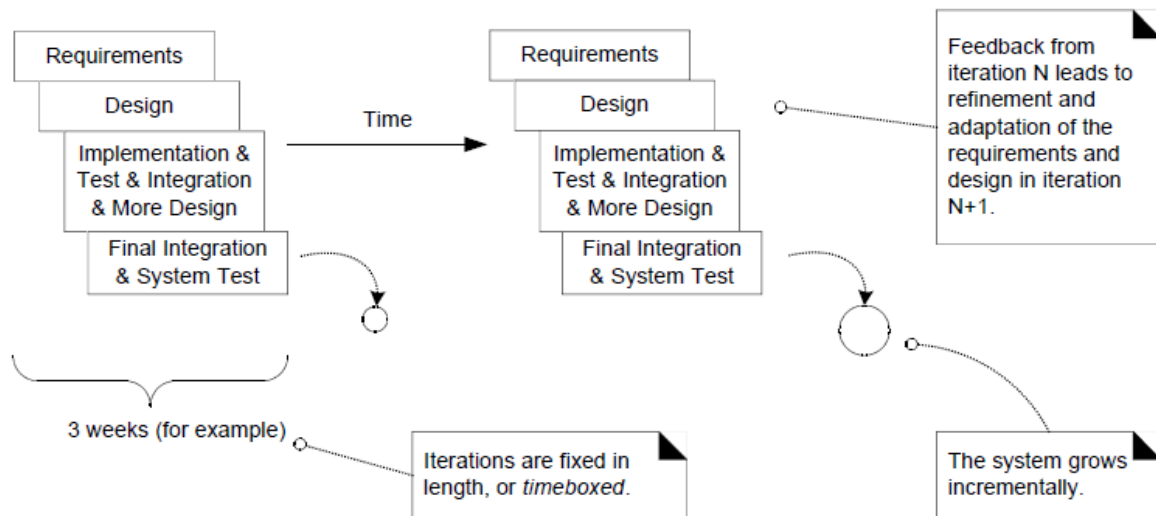 Requirements
Design
Implementation &
Test & Integration
& More Design
Final Integration
& System Test
Time
Requirements
Design
Implementation &
Test & Integration
& More Design
Final Integration
& System Test
Feedback from
iteration N leads to
refinement and
adaptation of the
requirements and
design in iteration
N+1.
3 weeks (for example)
Iterations are fixed in
length, or timeboxed.
The system grows
incrementally.